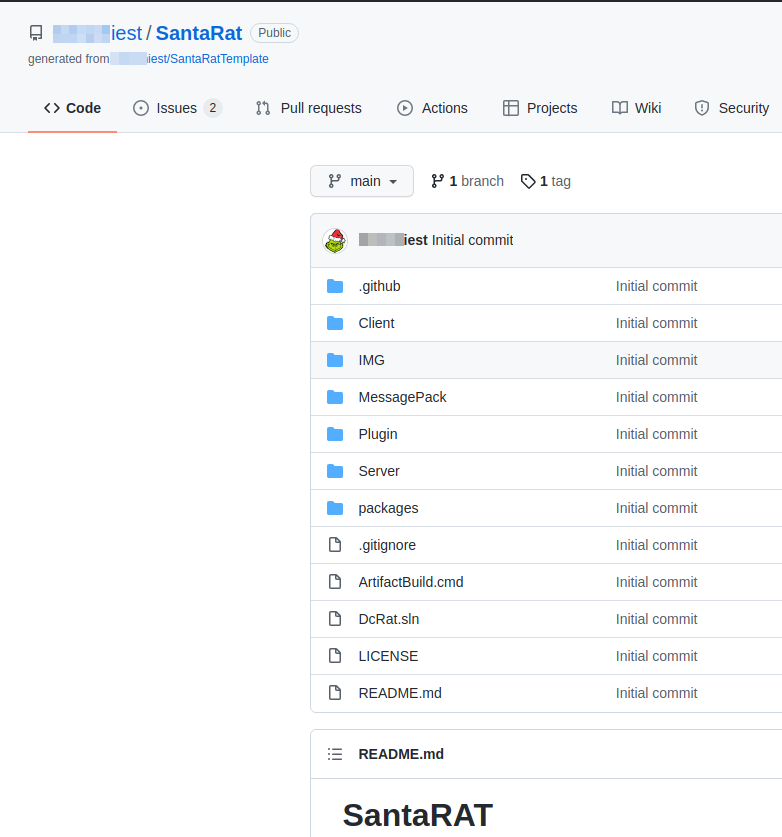 iest / SantaRat Public
generated from iest/SantaRatTemplate
Code Issues 2 Pull requests Actions Projects Wiki Security
main 1 branch 1 tag
iest Initial commit
.github Initial commit
Client Initial commit
IMG Initial commit
MessagePack Initial commit
Plugin Initial commit
Server Initial commit
packages Initial commit
.gitignore Initial commit
ArtifactBuild.cmd Initial commit
DcRat.sln Initial commit
LICENSE Initial commit
README.md Initial commit
README.md
SantaRAT